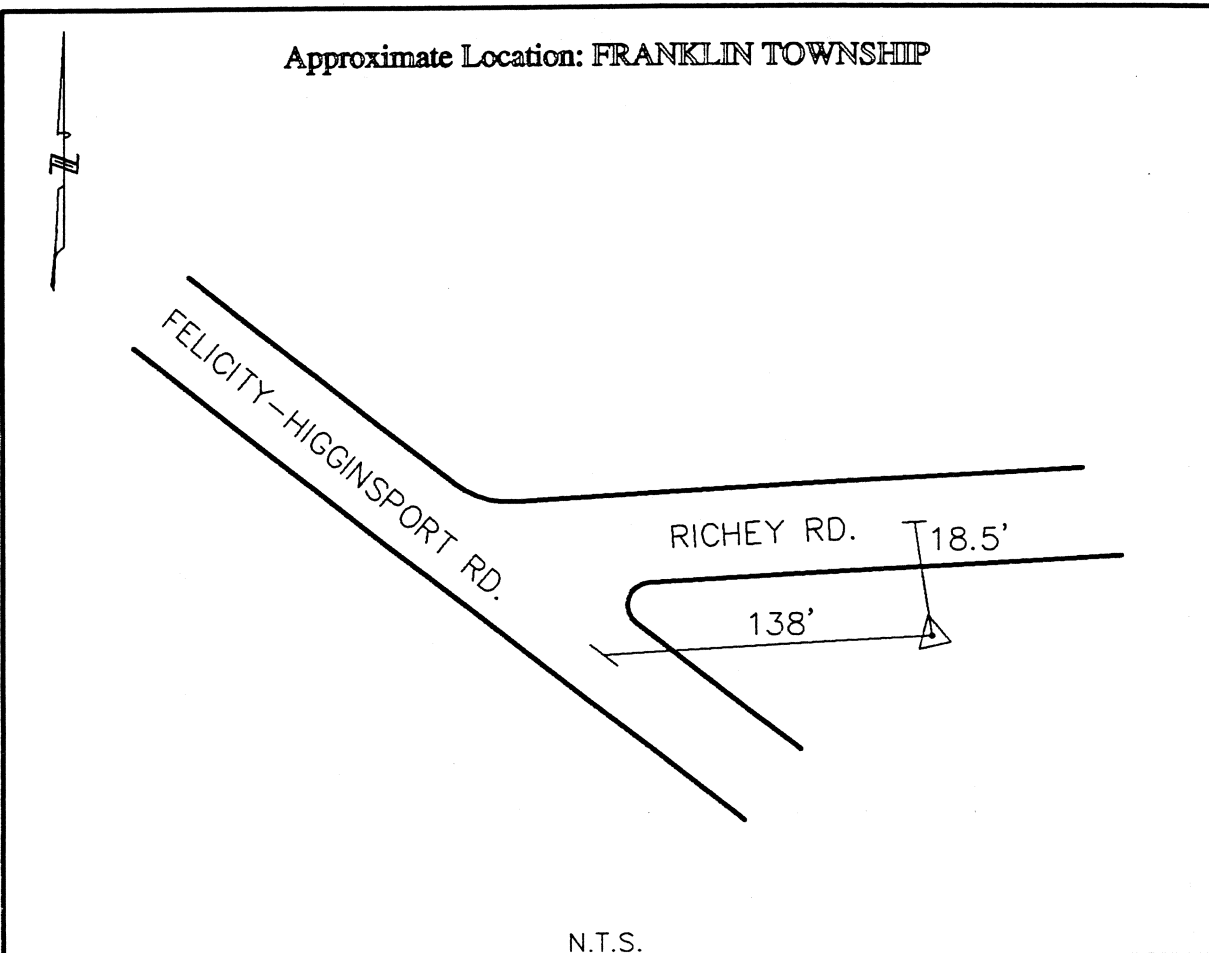 Approximate Location: FRANKLIN TOWNSHIP
N
FELICITY-HIGGINSPORT RD.
RICHEY RD.
18.5'
138'
N.T.S.